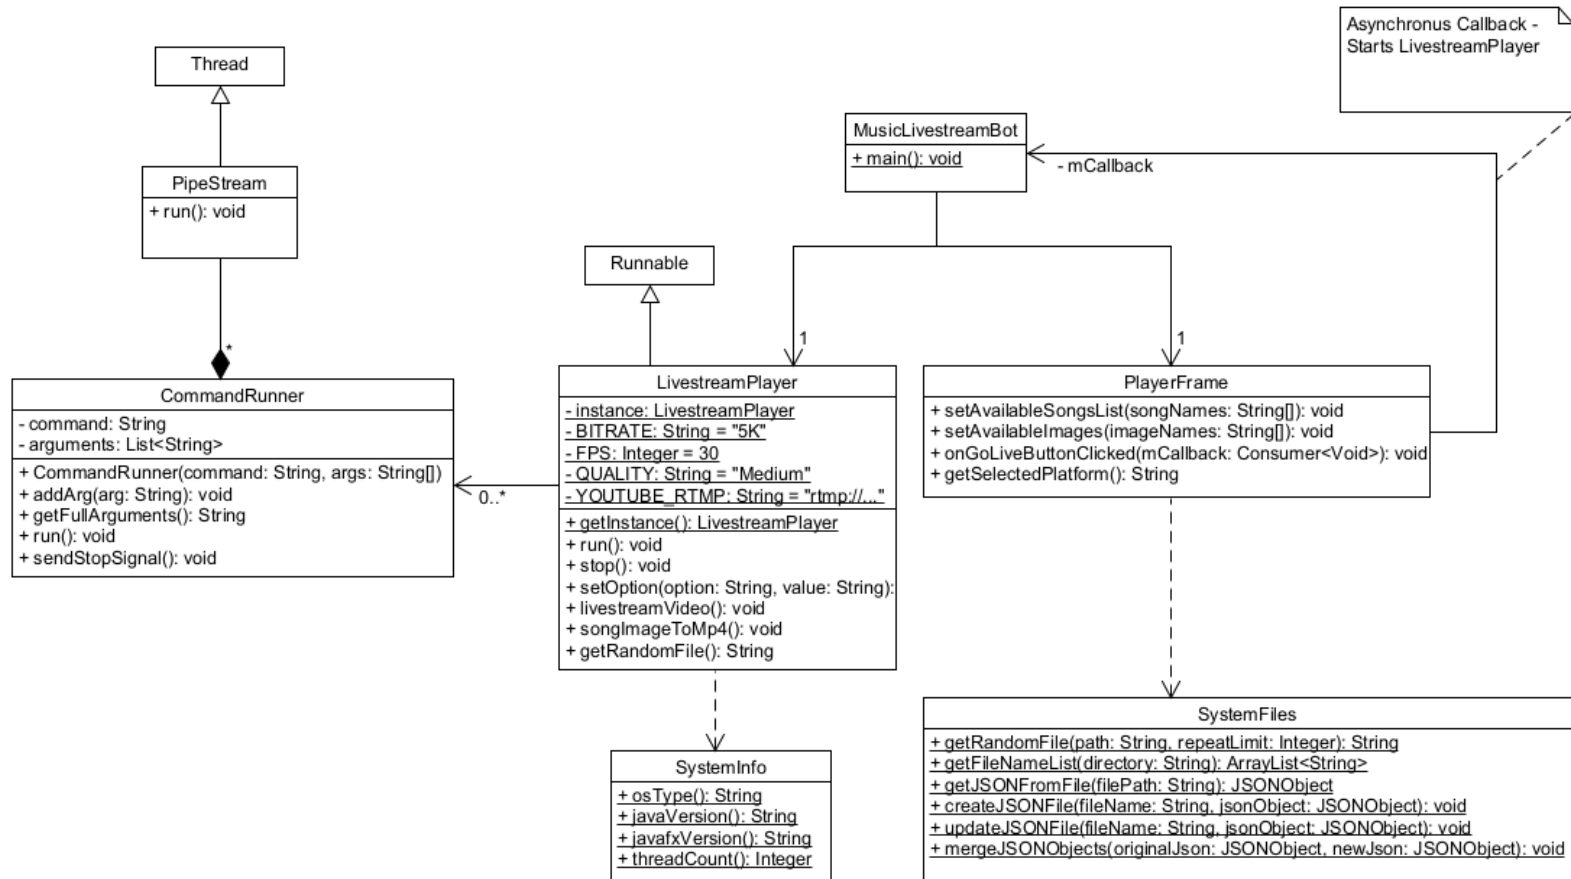 Asynchronus Callback -
Starts LivestreamPlayer
Thread
MusicLivestreamBot
+ main(): void
- mCallback
PipeStream
+ run(): void
Runnable
1
1
*
CommandRunner
- command: String
- arguments: List<String>
+ CommandRunner(command: String, args: String[])
+ addArg(arg: String): void
+ getFullArguments(): String
+ run(): void
+ sendStopSignal(): void
0..*
LivestreamPlayer
- instance: LivestreamPlayer
- BITRATE: String = "5K"
- FPS: Integer = 30
- QUALITY: String = "Medium"
- YOUTUBE_RTMP: String = "rtmp://..."
+ getInstance(): LivestreamPlayer
+ run(): void
+ stop(): void
+ setOption(option: String, value: String):
+ livestreamVideo(): void
+ songImageToMp4(): void
+ getRandomFile(): String
PlayerFrame
+ setAvailableSongsList(songNames: String[]): void
+ setAvailableImages(imageNames: String[]): void
+ onGoLiveButtonClicked(mCallback: Consumer<Void>): void
+ getSelectedPlatform(): String
SystemInfo
+ osType(): String
+ javaVersion(): String
+ javafxVersion(): String
+ threadCount(): Integer
SystemFiles
+ getRandomFile(path: String, repeatLimit: Integer): String
+ getFileNameList(directory: String): ArrayList<String>
+ getJSONFromFile(filePath: String): JSONObject
+ createJSONFile(fileName: String, jsonObject: JSONObject): void
+ updateJSONFile(fileName: String, jsonObject: JSONObject): void
+ mergeJSONObjects(originalJson: JSONObject, newJson: JSONObject): void